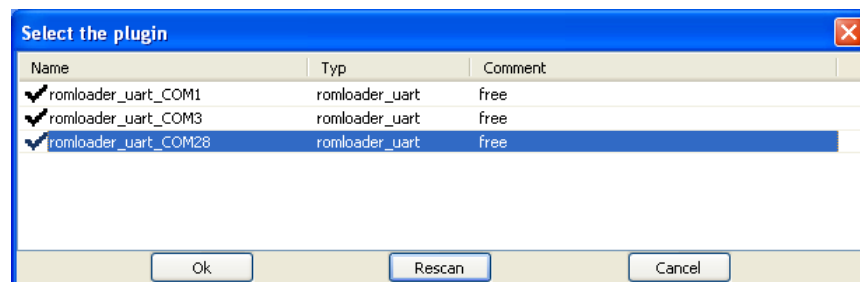 Select the plugin
Name Typ Comment
romloader_uart_COM1 romloader_uart free
romloader_uart_COM3 romloader_uart free
romloader_uart_COM28 romloader_uart free
Ok Rescan Cancel